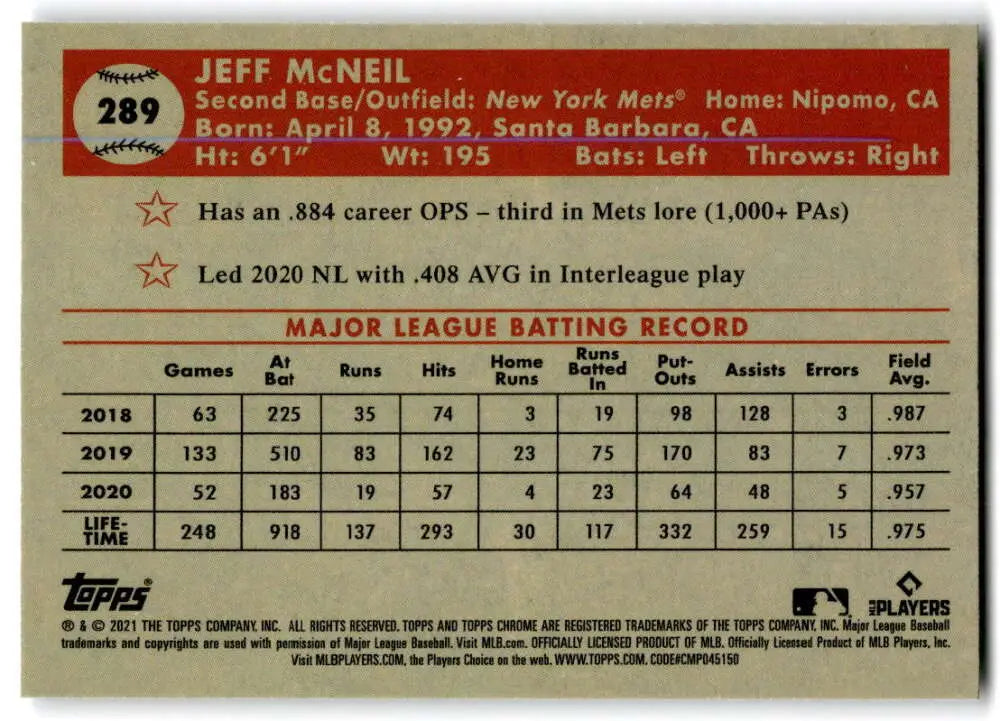 289
JEFF McNEIL
Second Base/Outfield: New York Mets® Home: Nipomo, CA
Born: April 8, 1992, Santa Barbara, CA
Ht: 6'1" Wt: 195 Bats: Left Throws: Right
Has an .884 career OPS – third in Mets lore (1,000+ PAs)
Led 2020 NL with .408 AVG in Interleague play
MAJOR LEAGUE BATTING RECORD
Games At Bat Runs Hits Home Runs Runs Batted In Put-Outs Assists Errors Field Avg.
2018 63 225 35 74 3 19 98 128 3 .987
2019 133 510 83 162 23 75 170 83 7 .973
2020 52 183 19 57 4 23 64 48 5 .957
LIFE-TIME 248 918 137 293 30 117 332 259 15 .975
Topps®
MLB PLAYERS
® & © 2021 THE TOPPS COMPANY, INC. ALL RIGHTS RESERVED. TOPPS AND TOPPS CHROME ARE REGISTERED TRADEMARKS OF THE TOPPS COMPANY, INC. Major League Baseball
trademarks and copyrights are used with permission of Major League Baseball. Visit MLB.com. OFFICIALLY LICENSED PRODUCT OF MLB. Officially Licensed Product of MLB Players, Inc.
Visit MLBPLAYERS.COM, the Players Choice on the web. WWW.TOPPS.COM. CODE#CMP045150